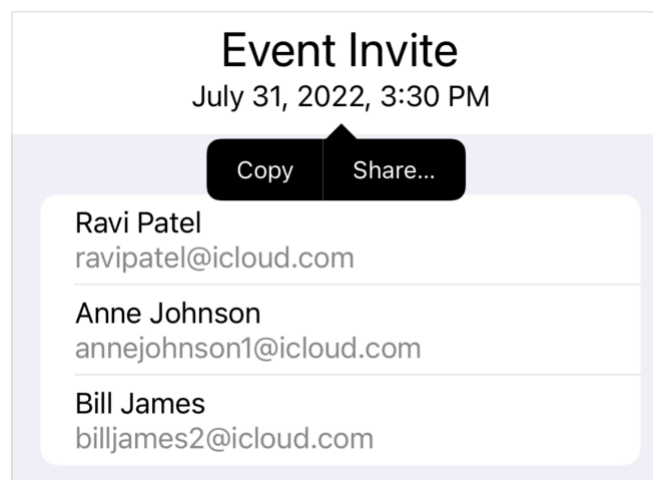 Event Invite
July 31, 2022, 3:30 PM
Copy Share...
Ravi Patel
ravipatel@icloud.com
Anne Johnson
annejohnson1@icloud.com
Bill James
billjames2@icloud.com